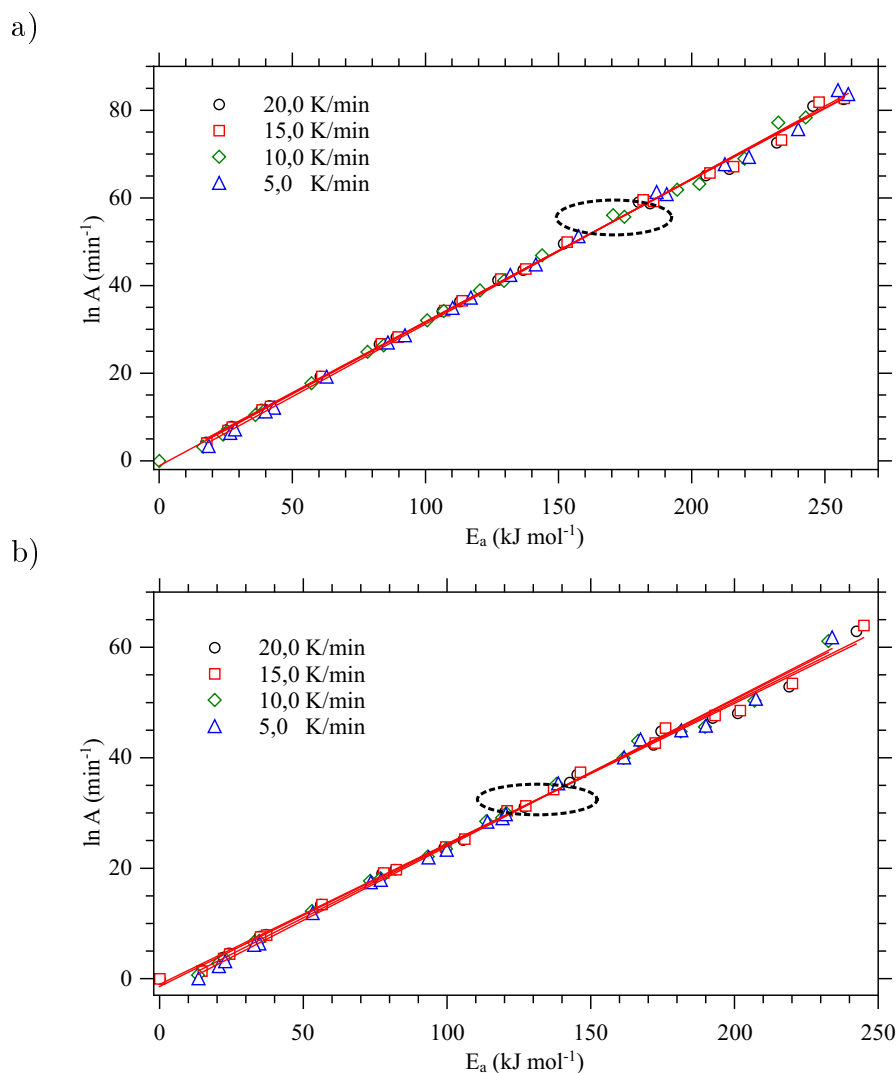 a)
80
60
40
20
0
ln A (min⁻¹)
20,0 K/min
15,0 K/min
10,0 K/min
5,0 K/min
0 50 100 150 200 250
Eₐ (kJ mol⁻¹)
b)
60
40
20
0
ln A (min⁻¹)
20,0 K/min
15,0 K/min
10,0 K/min
5,0 K/min
0 50 100 150 200 250
Eₐ (kJ mol⁻¹)